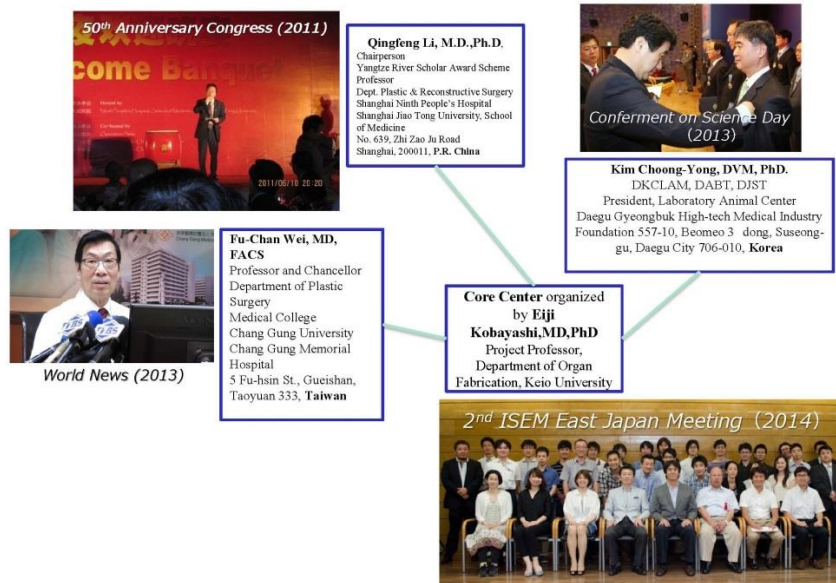 50th Anniversary Congress (2011)
come Banquet
2011/06/10 20:20
Qingfeng Li, M.D.,Ph.D,
Chairperson
Yangtze River Scholar Award Scheme
Professor
Dept. Plastic & Reconstructive Surgery
Shanghai Ninth People's Hospital
Shanghai Jiao Tong University, School
of Medicine
No. 639, Zhi Zao Ju Road
Shanghai, 200011, P.R. China
Conferment on Science Day
(2013)
Kim Choong-Yong, DVM, PhD.
DKCLAM, DABT, DJST
President, Laboratory Animal Center
Daegu Gyeongbuk High-tech Medical Industry
Foundation 557-10, Beomeo 3 dong, Suseong-
gu, Daegu City 706-010, Korea
World News (2013)
Fu-Chan Wei, MD,
FACS
Professor and Chancellor
Department of Plastic
Surgery
Medical College
Chang Gung University
Chang Gung Memorial
Hospital
5 Fu-hsin St., Gueishan,
Taoyuan 333, Taiwan
Core Center organized
by Eiji
Kobayashi,MD,PhD
Project Professor,
Department of Organ
Fabrication, Keio University
2nd ISEM East Japan Meeting (2014)